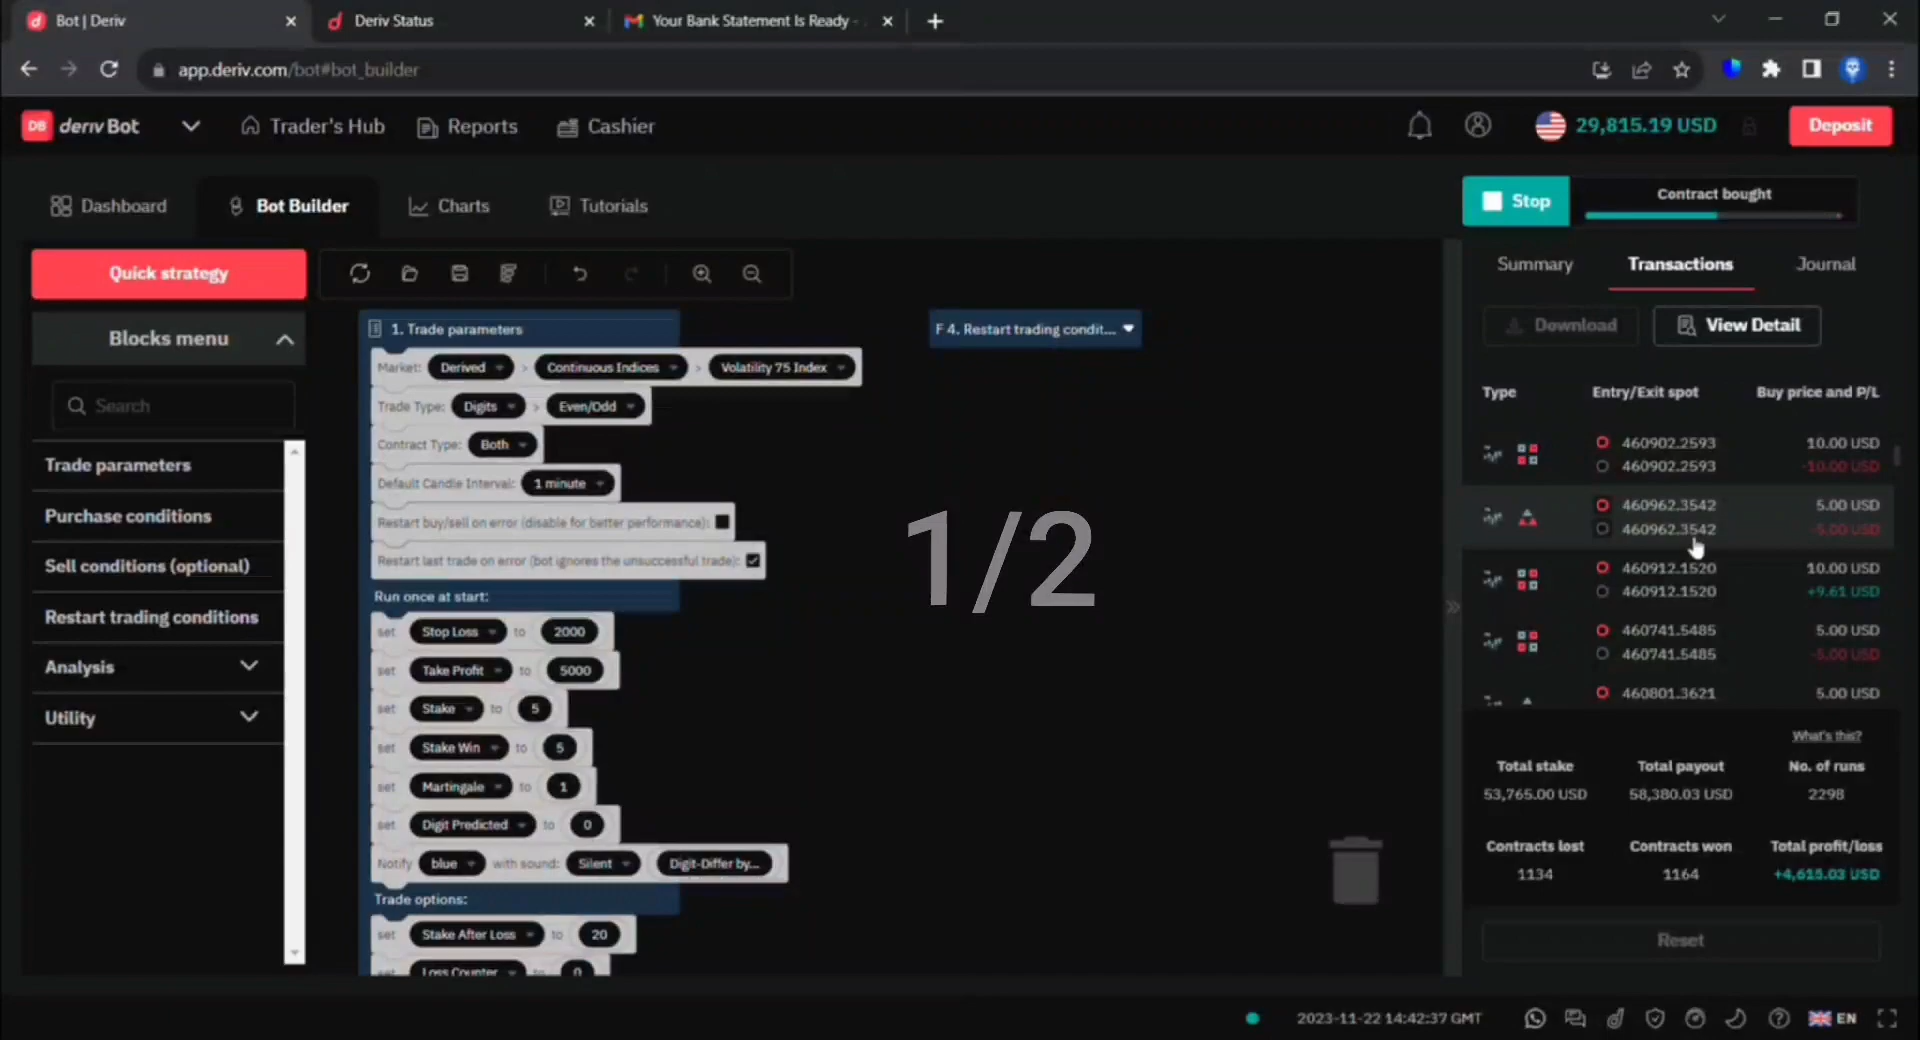 Bot | Deriv
Deriv Status
Your Bank Statement Is Ready -
app.deriv.com/bot#bot_builder
DB deriv Bot
Trader's Hub
Reports
Cashier
29,815.19 USD
Deposit
Dashboard
Bot Builder
Charts
Tutorials
Stop
Contract bought
Quick strategy
Summary
Transactions
Journal
Blocks menu
Search
Trade parameters
Purchase conditions
Sell conditions (optional)
Restart trading conditions
Analysis
Utility
1. Trade parameters
F 4. Restart trading condit...
Market: Derived > Continuous Indices > Volatility 75 Index
Trade Type: Digits > Even/Odd
Contract Type: Both
Default Candle Interval: 1 minute
Restart buy/sell on error (disable for better performance):
Restart last trade on error (bot ignores the unsuccessful trade):
Run once at start:
set Stop Loss to 2000
set Take Profit to 5000
set Stake to 5
set Stake Win to 5
set Martingale to 1
set Digit Predicted to 0
Notify blue with sound: Silent Digit-Differ by...
Trade options:
set Stake After Loss to 20
set Loss Counter to 0
1/2
Download
View Detail
Type Entry/Exit spot Buy price and P/L
460902.2593 10.00 USD
460902.2593 -10.00 USD
460962.3542 5.00 USD
460962.3542 -5.00 USD
460912.1520 10.00 USD
460912.1520 +9.61 USD
460741.5485 5.00 USD
460741.5485 -5.00 USD
460801.3621 5.00 USD
What's this?
Total stake Total payout No. of runs
53,765.00 USD 58,380.03 USD 2298
Contracts lost Contracts won Total profit/loss
1134 1164 +4,615.03 USD
Reset
2023-11-22 14:42:37 GMT
EN